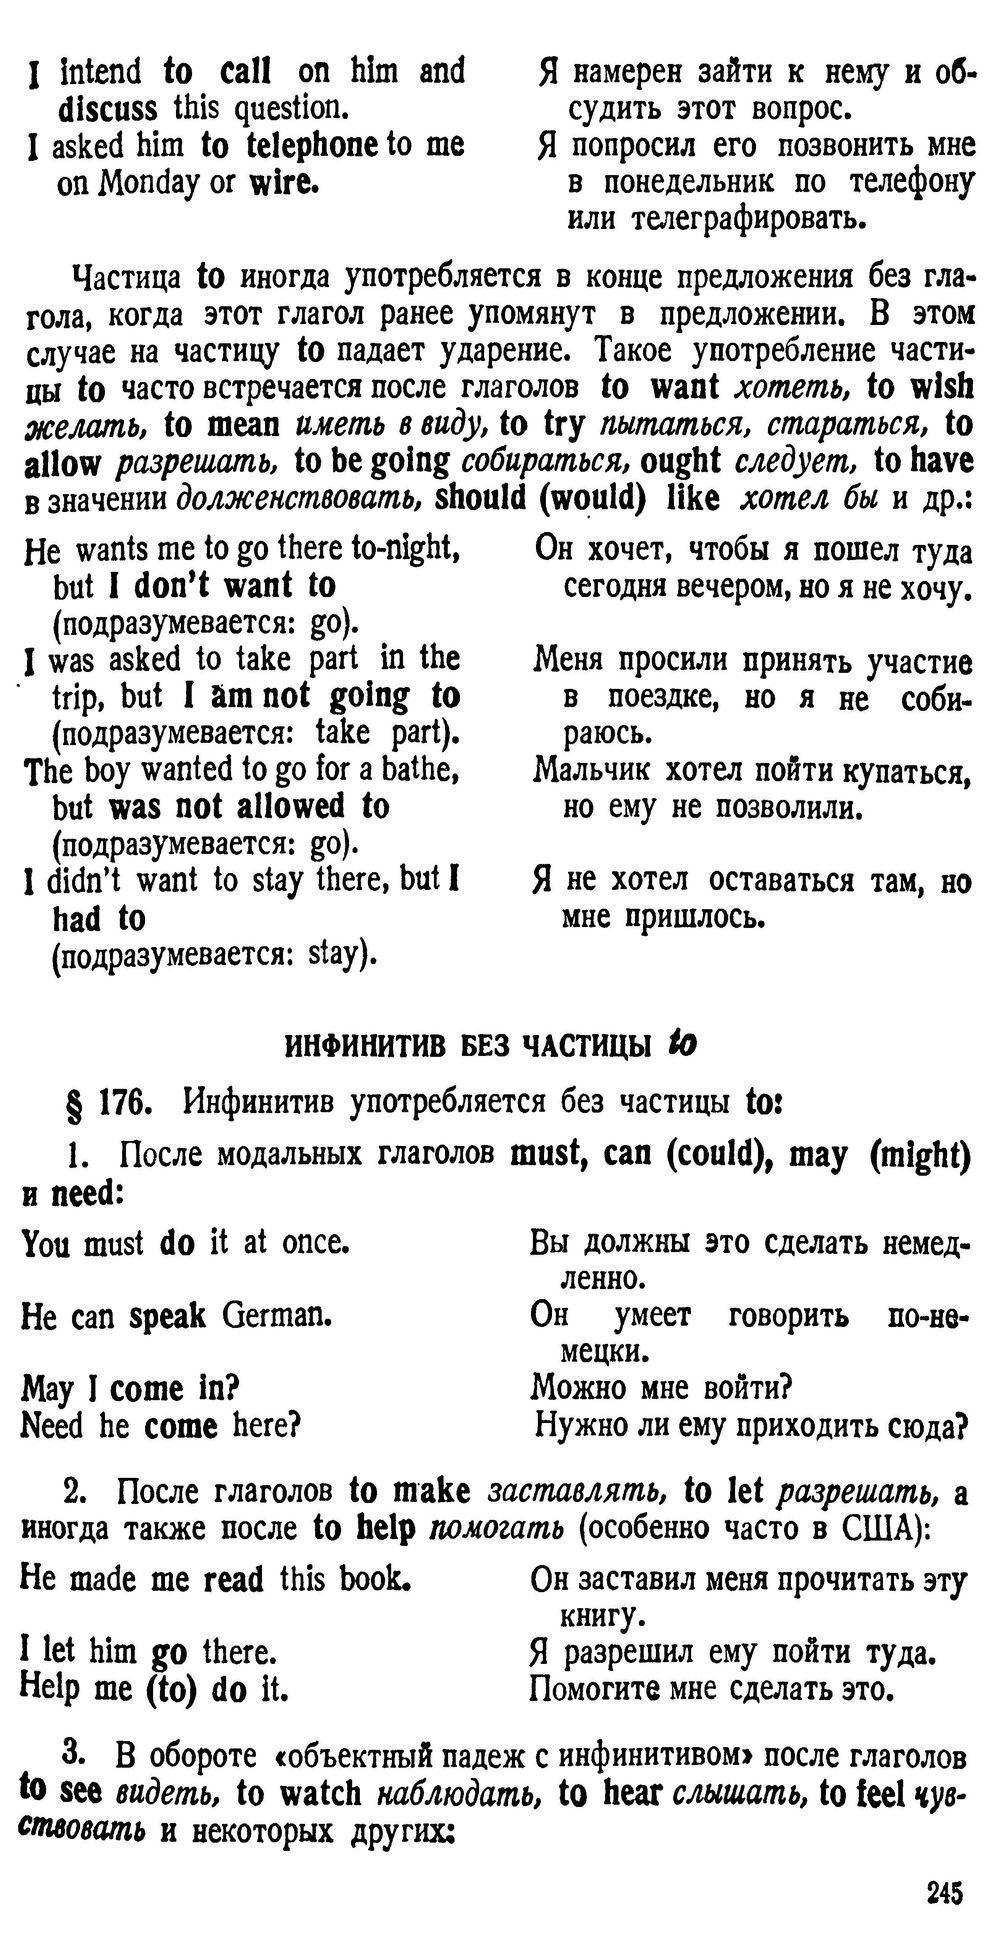 I intend to call on him and
discuss this question.
Я намерен зайти к нему и об-
судить этот вопрос.
I asked him to telephone to me
on Monday or wire.
Я попросил его позвонить мне
в понедельник по телефону
или телеграфировать.
Частица to иногда употребляется в конце предложения без гла-
гола, когда этот глагол ранее упомянут в предложении. В этом
случае на частицу to падает ударение. Такое употребление части-
цы to часто встречается после глаголов to want хотеть, to wish
желать, to mean иметь в виду, to try пытаться, стараться, to
allow разрешать, to be going собираться, ought следует, to have
в значении долженствовать, should (would) like хотел бы и др.:
He wants me to go there to-night,
but I don't want to
(подразумевается: go).
Он хочет, чтобы я пошел туда
сегодня вечером, но я не хочу.
I was asked to take part in the
trip, but I am not going to
(подразумевается: take part).
Меня просили принять участие
в поездке, но я не соби-
раюсь.
The boy wanted to go for a bathe,
but was not allowed to
(подразумевается: go).
Мальчик хотел пойти купаться,
но ему не позволили.
I didn't want to stay there, but I
had to
(подразумевается: stay).
Я не хотел оставаться там, но
мне пришлось.
ИНФИНИТИВ БЕЗ ЧАСТИЦЫ to
§ 176. Инфинитив употребляется без частицы to:
1. После модальных глаголов must, can (could), may (might)
и need:
You must do it at once.
Вы должны это сделать немед-
ленно.
He can speak German.
Он умеет говорить по-не-
мецки.
May I come in?
Можно мне войти?
Need he come here?
Нужно ли ему приходить сюда?
2. После глаголов to make заставлять, to let разрешать, а
иногда также после to help помогать (особенно часто в США):
He made me read this book.
Он заставил меня прочитать эту
книгу.
I let him go there.
Я разрешил ему пойти туда.
Help me (to) do it.
Помогите мне сделать это.
3. В обороте «объектный падеж с инфинитивом» после глаголов
to see видеть, to watch наблюдать, to hear слышать, to feel чув-
ствовать и некоторых других:
245